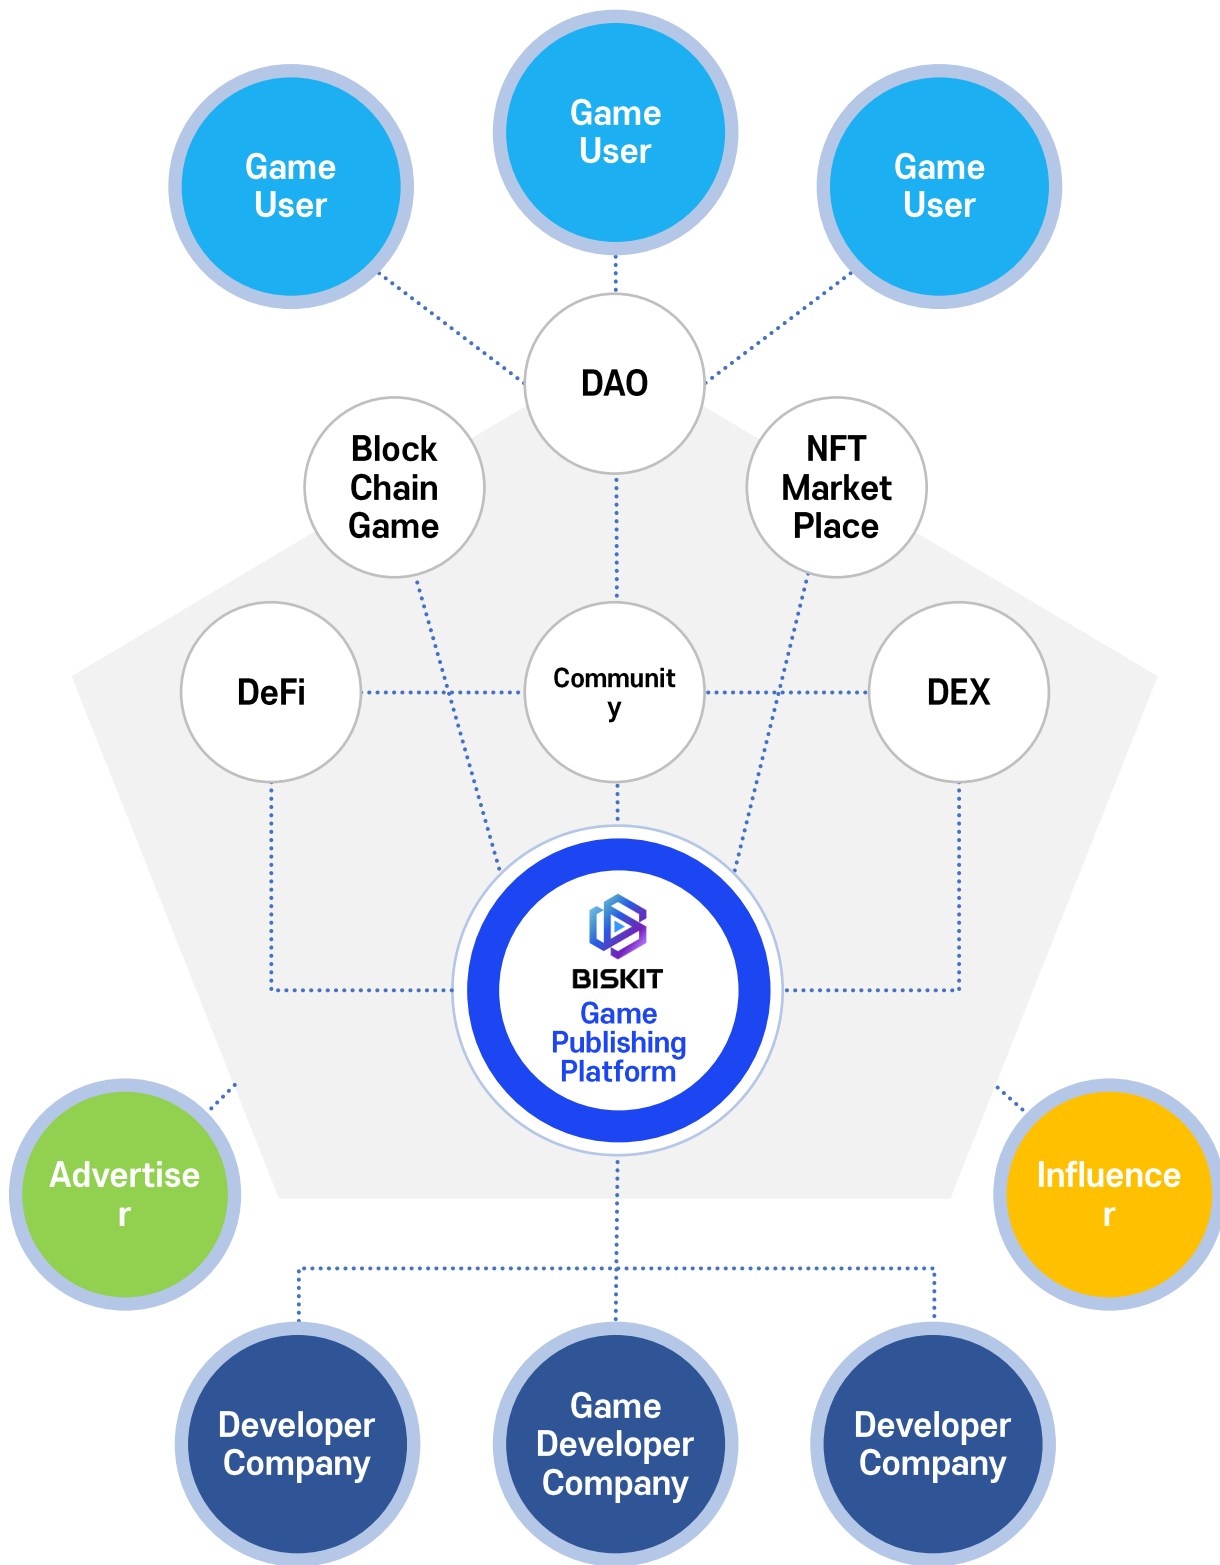 Game
User
Game
User
Game
User
DAO
Block
Chain
Game
NFT
Market
Place
DeFi
Communit
y
DEX
BISKIT
Game
Publishing
Platform
Advertise
r
Influence
r
Developer
Company
Game
Developer
Company
Developer
Company